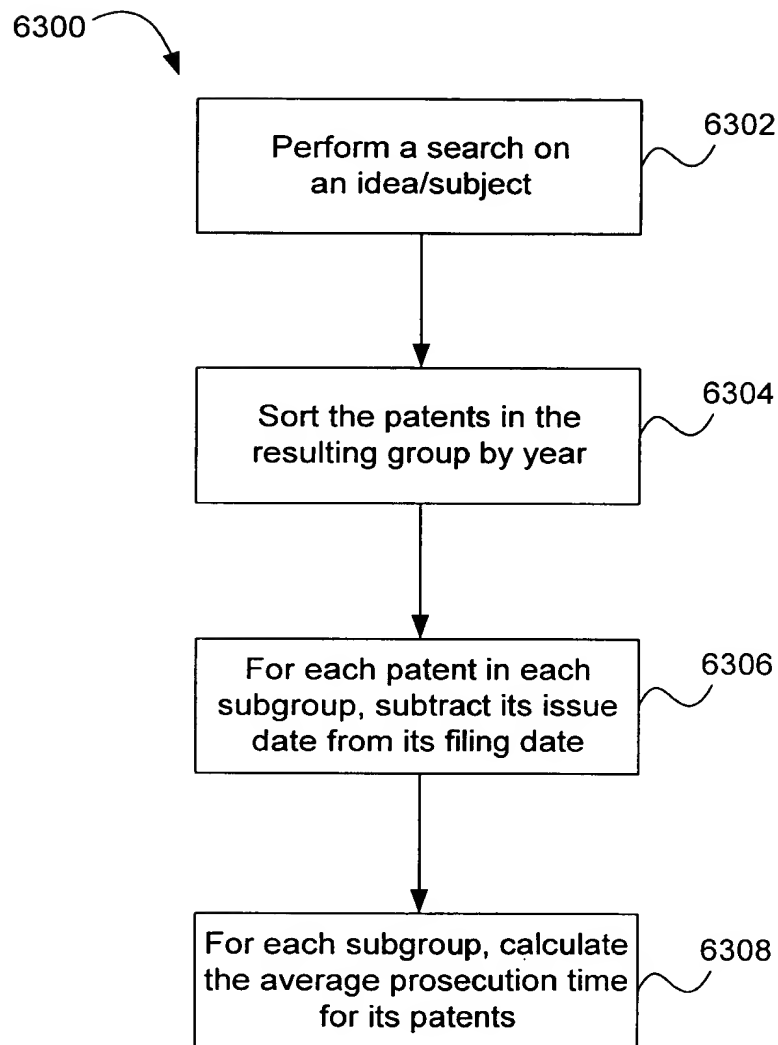 6300
Perform a search on
an idea/subject
6302
Sort the patents in the
resulting group by year
6304
For each patent in each
subgroup, subtract its issue
date from its filing date
6306
For each subgroup, calculate
the average prosecution time
for its patents
6308